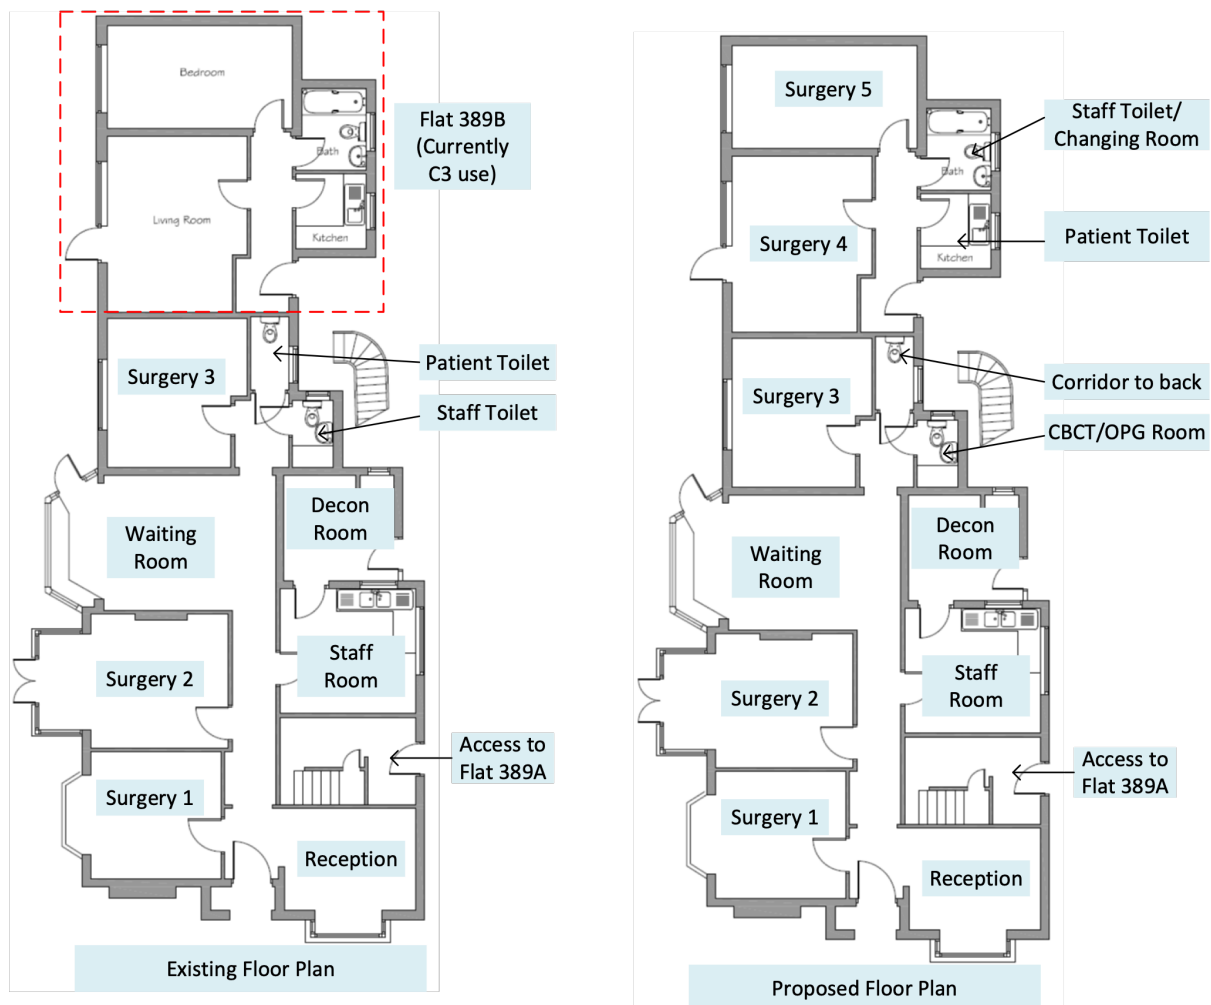 Bedroom
Bath
Flat 389B
(Currently
C3 use)
Living Room
Kitchen
Patient Toilet
Surgery 3
Staff Toilet
Decon
Room
Waiting
Room
Staff
Room
Surgery 2
Access to
Flat 389A
Surgery 1
Reception
Existing Floor Plan
Surgery 5
Staff Toilet/
Changing Room
Bath
Surgery 4
Patient Toilet
Kitchen
Corridor to back
Surgery 3
CBCT/OPG Room
Decon
Room
Waiting
Room
Staff
Room
Surgery 2
Access to
Flat 389A
Surgery 1
Reception
Proposed Floor Plan